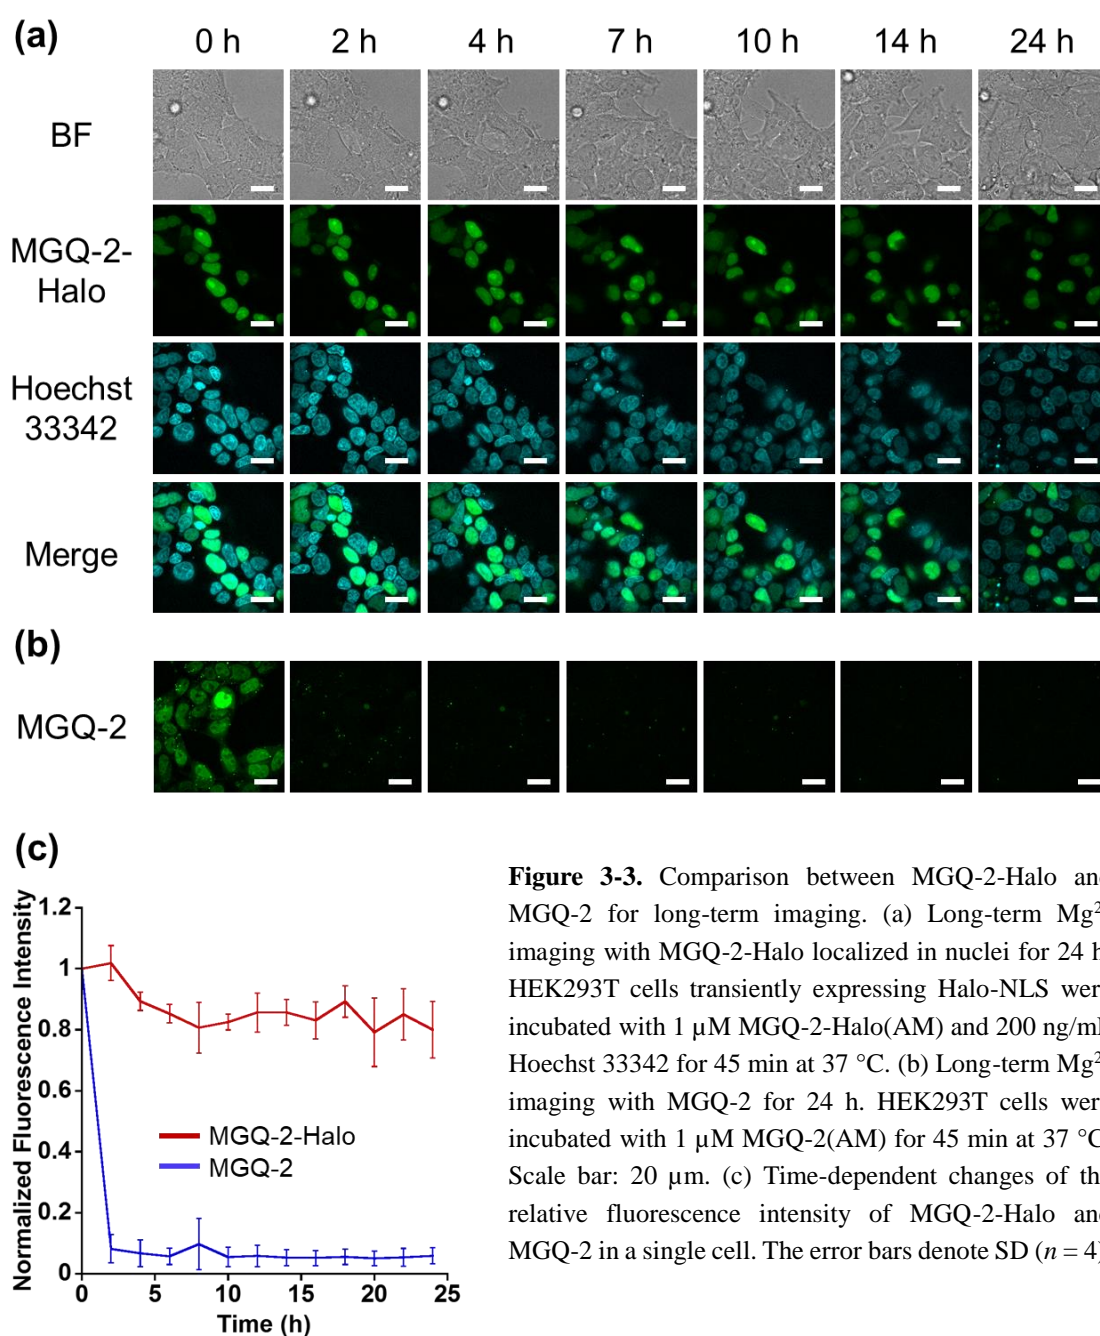 (a)
0 h 2 h 4 h 7 h 10 h 14 h 24 h
BF
MGQ-2-
Halo
Hoechst
33342
Merge
(b)
MGQ-2
(c)
Normalized Fluorescence Intensity
1.2
1
0.8
0.6
0.4
0.2
0
MGQ-2-Halo
MGQ-2
0 5 10 15 20 25
Time (h)
Figure 3-3. Comparison between MGQ-2-Halo and
MGQ-2 for long-term imaging. (a) Long-term Mg2
imaging with MGQ-2-Halo localized in nuclei for 24 h
HEK293T cells transiently expressing Halo-NLS wer
incubated with 1 µM MGQ-2-Halo(AM) and 200 ng/mL
Hoechst 33342 for 45 min at 37 °C. (b) Long-term Mg2
imaging with MGQ-2 for 24 h. HEK293T cells wer
incubated with 1 µM MGQ-2(AM) for 45 min at 37 °C
Scale bar: 20 µm. (c) Time-dependent changes of th
relative fluorescence intensity of MGQ-2-Halo and
MGQ-2 in a single cell. The error bars denote SD (n = 4)